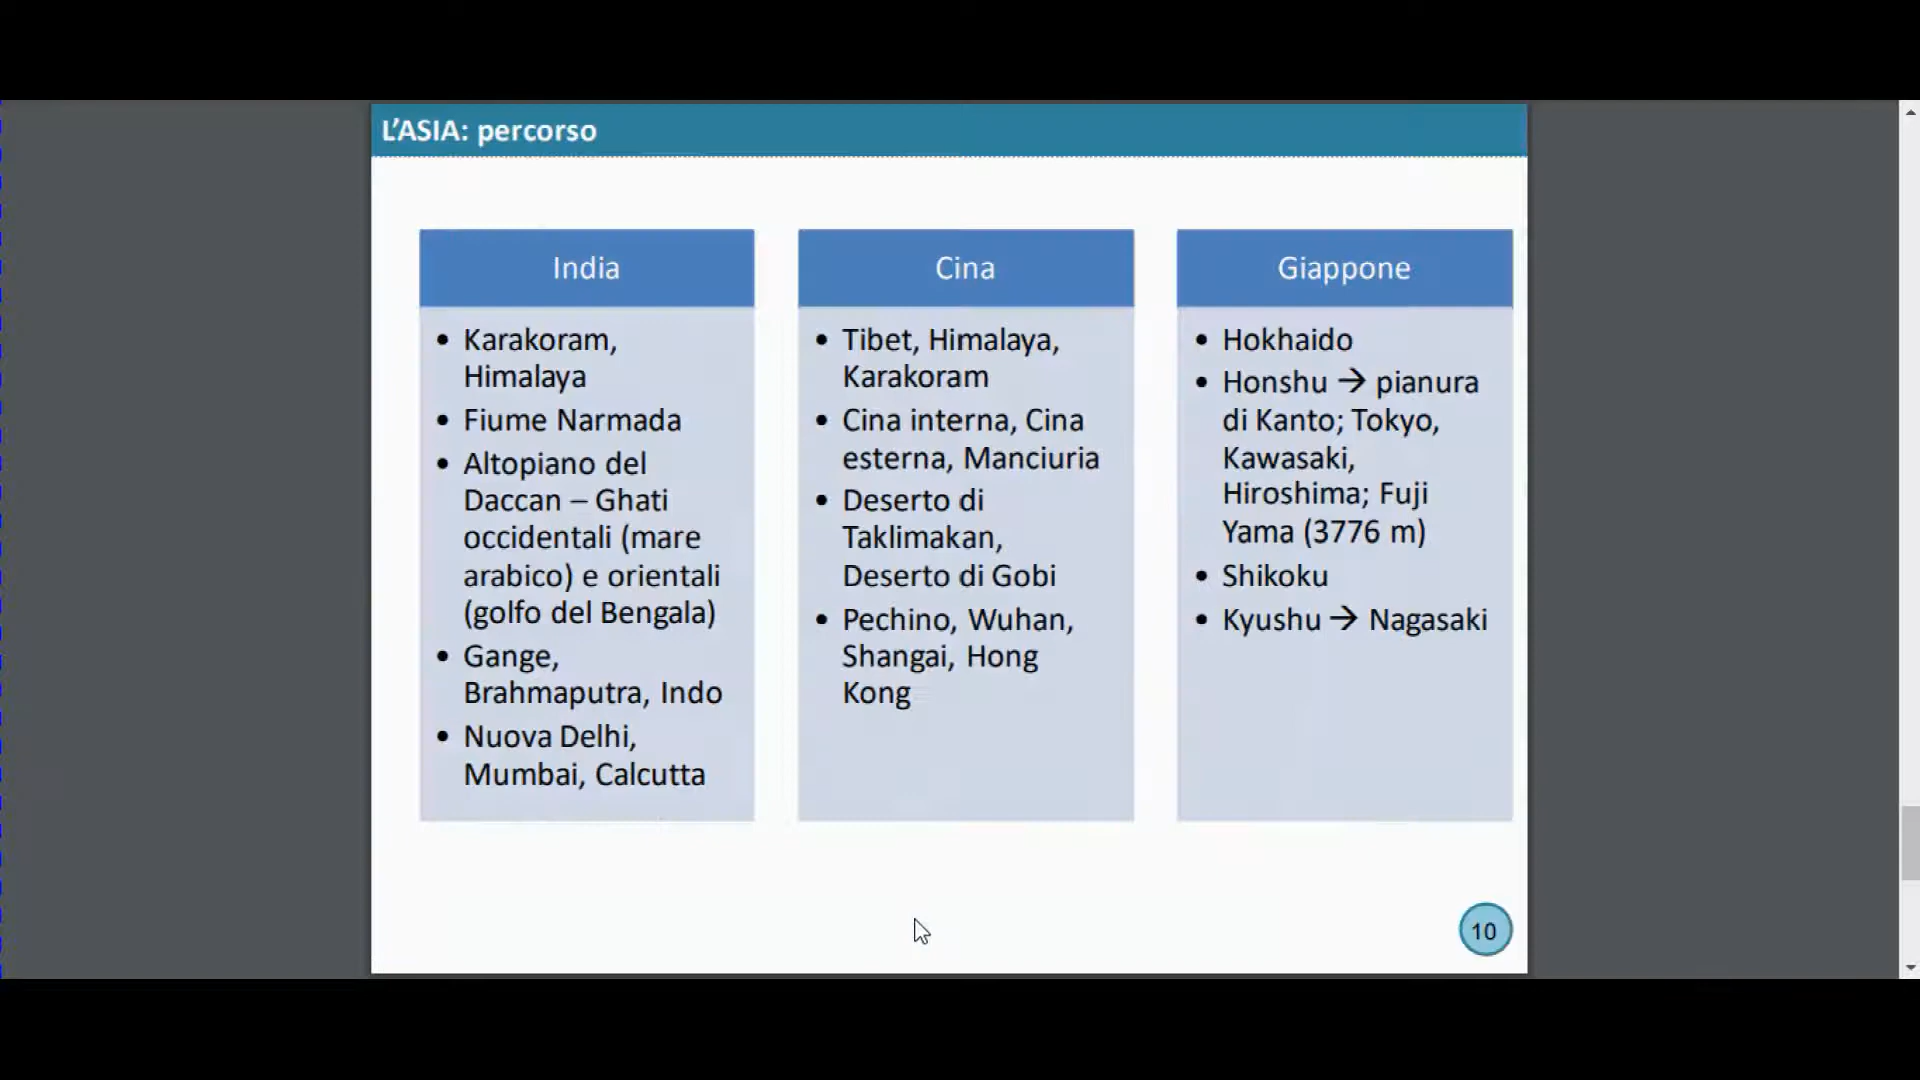 L’ASIA: percorso
India
• Karakoram,
Himalaya
• Fiume Narmada
• Altopiano del
Daccan – Ghati
occidentali (mare
arabico) e orientali
(golfo del Bengala)
• Gange,
Brahmaputra, Indo
• Nuova Delhi,
Mumbai, Calcutta
Cina
• Tibet, Himalaya,
Karakoram
• Cina interna, Cina
esterna, Manciuria
• Deserto di
Taklimakan,
Deserto di Gobi
• Pechino, Wuhan,
Shangai, Hong
Kong
Giappone
• Hokkaido
• Honshu → pianura
di Kanto; Tokyo,
Kawasaki,
Hiroshima; Fuji
Yama (3776 m)
• Shikoku
• Kyushu → Nagasaki
10